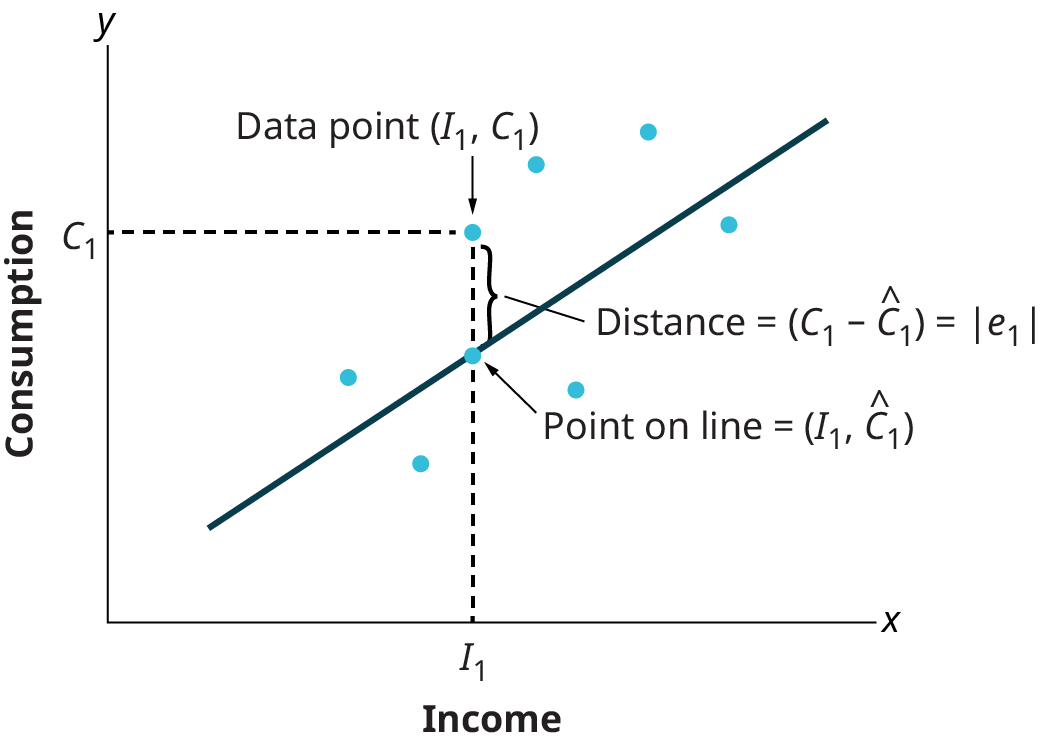 y
Data point (I₁, C₁)
C₁
Consumption
Distance = (C₁ – Ĉ₁) = |e₁|
Point on line = (I₁, Ĉ₁)
x
I₁
Income